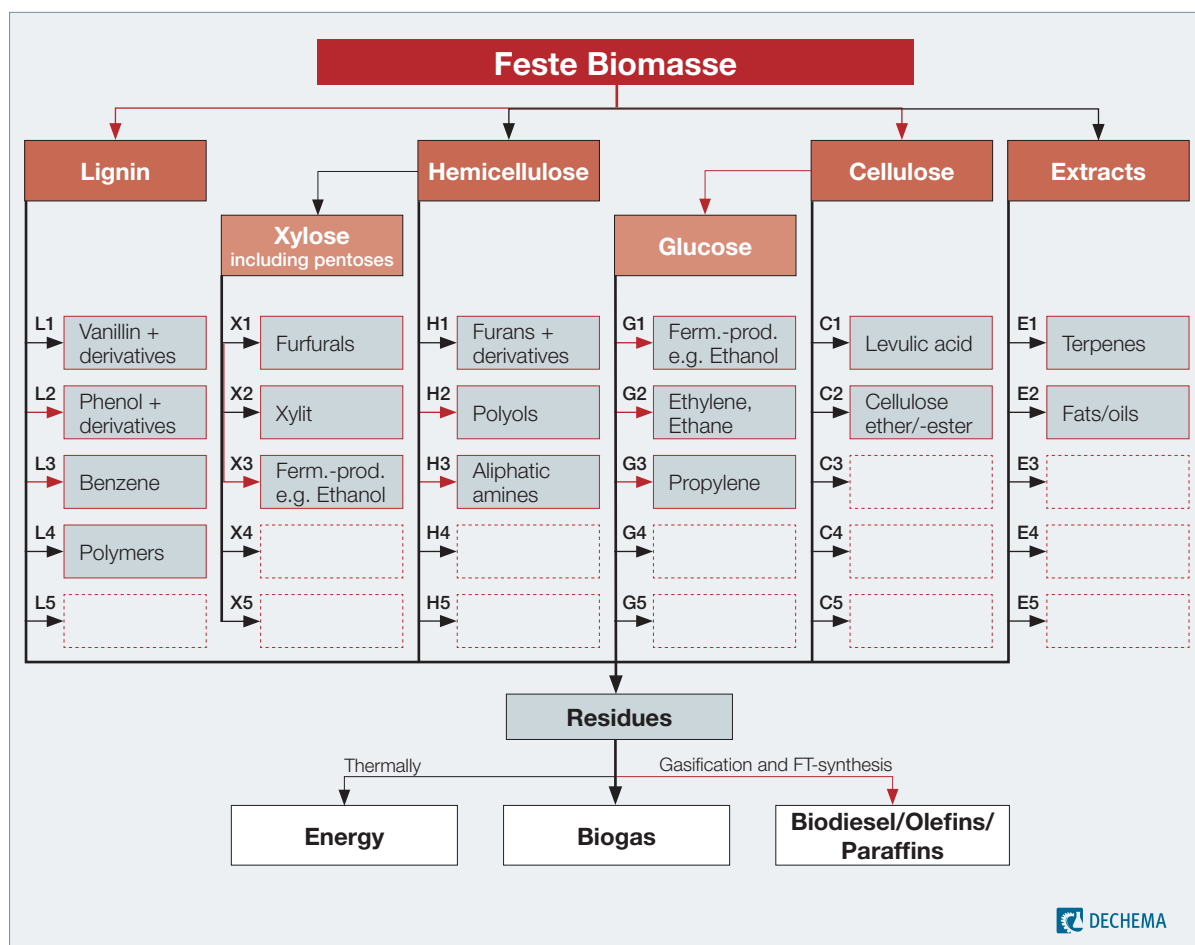 Feste Biomasse
Lignin
Hemicellulose
Cellulose
Extracts
Xylose
including pentoses
Glucose
L1
Vanillin +
derivatives
X1
Furfurals
H1
Furans +
derivatives
G1
Ferm.-prod.
e.g. Ethanol
C1
Levulic acid
E1
Terpenes
L2
Phenol +
derivatives
X2
Xylit
H2
Polyols
G2
Ethylene,
Ethane
C2
Cellulose
ether/-ester
E2
Fats/oils
L3
Benzene
X3
Ferm.-prod.
e.g. Ethanol
H3
Aliphatic
amines
G3
Propylene
C3
E3
L4
Polymers
X4
H4
G4
C4
E4
L5
X5
H5
G5
C5
E5
Residues
Thermally
Gasification and FT-synthesis
Energy
Biogas
Biodiesel/Olefins/
Paraffins
DECHEMA